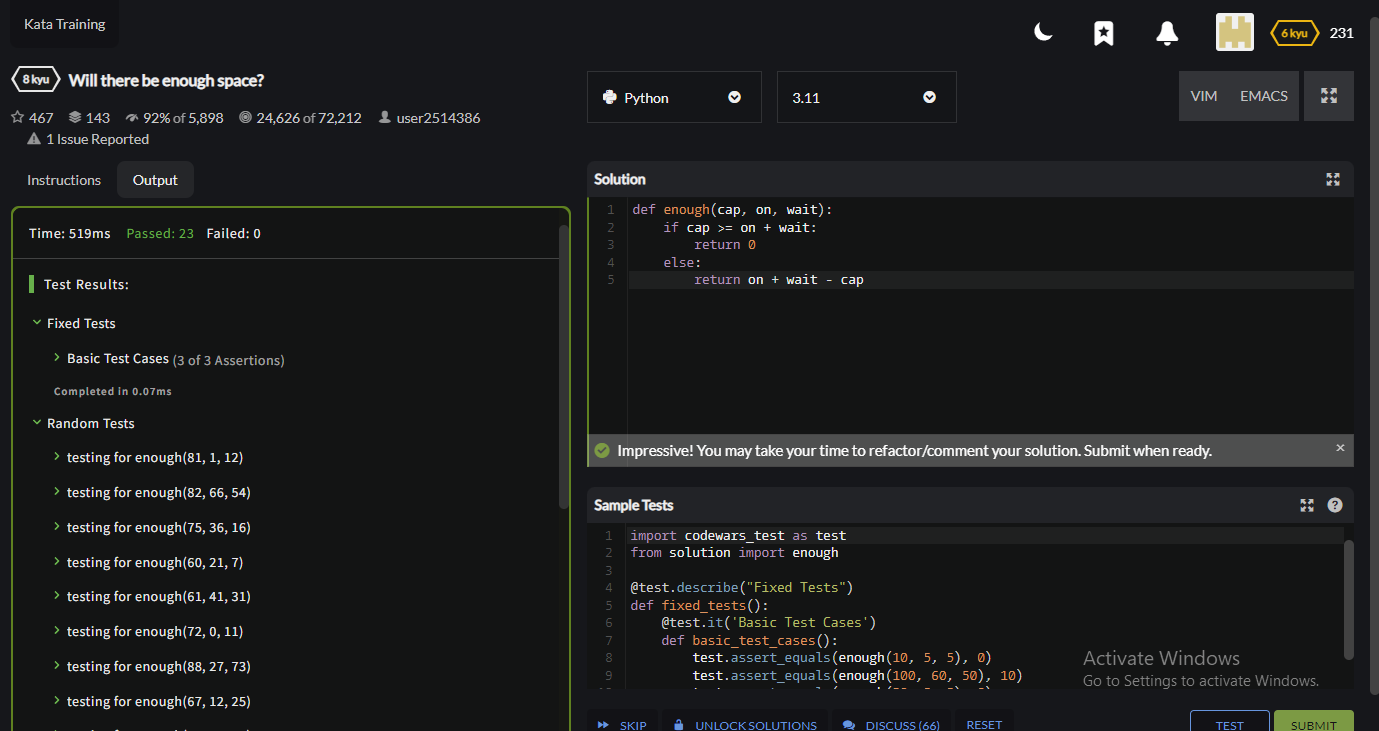 Kata Training
6 kyu 231
8 kyu Will there be enough space?
467 143 92% of 5,898 24,626 of 72,212 user2514386
1 Issue Reported
Python 3.11 VIM EMACS
Instructions Output
Time: 519ms Passed: 23 Failed: 0
Test Results:
Fixed Tests
Basic Test Cases (3 of 3 Assertions)
Completed in 0.07ms
Random Tests
testing for enough(81, 1, 12)
testing for enough(82, 66, 54)
testing for enough(75, 36, 16)
testing for enough(60, 21, 7)
testing for enough(61, 41, 31)
testing for enough(72, 0, 11)
testing for enough(88, 27, 73)
testing for enough(67, 12, 25)
Solution
1 def enough(cap, on, wait):
2 if cap >= on + wait:
3 return 0
4 else:
5 return on + wait - cap
Impressive! You may take your time to refactor/comment your solution. Submit when ready.
Sample Tests
1 import codewars_test as test
2 from solution import enough
3
4 @test.describe("Fixed Tests")
5 def fixed_tests():
6 @test.it('Basic Test Cases')
7 def basic_test_cases():
8 test.assert_equals(enough(10, 5, 5), 0)
9 test.assert_equals(enough(100, 60, 50), 10)
Activate Windows
Go to Settings to activate Windows.
SKIP UNLOCK SOLUTIONS DISCUSS (66) RESET TEST SUBMIT